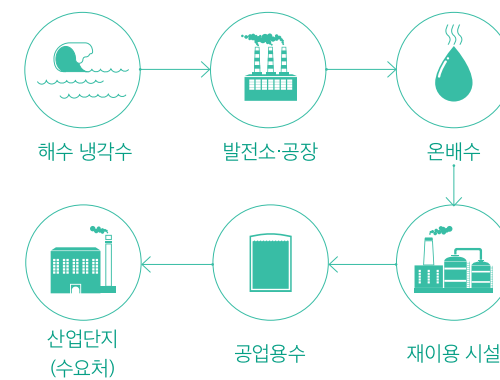 해수 냉각수
발전소·공장
온배수
산업단지
(수요처)
공업용수
재이용 시설